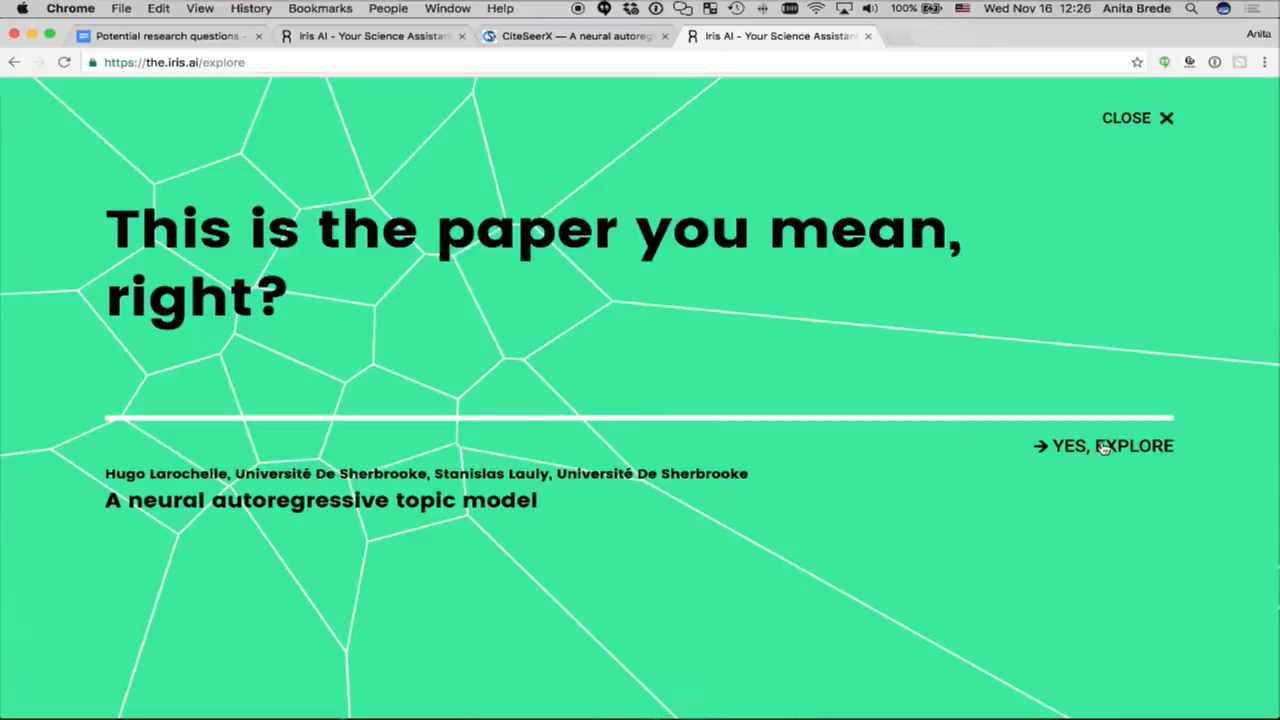 Chrome File Edit View History Bookmarks People Window Help 100% Wed Nov 16 12:26 Anita Brede
Potential research questions - Iris AI - Your Science Assistan CiteSeerX — A neural autoreg Iris AI - Your Science Assistan Anita
https://the.iris.ai/explore
CLOSE
This is the paper you mean,
right?
YES, EXPLORE
Hugo Larochelle, Université De Sherbrooke, Stanislas Lauly, Université De Sherbrooke
A neural autoregressive topic model